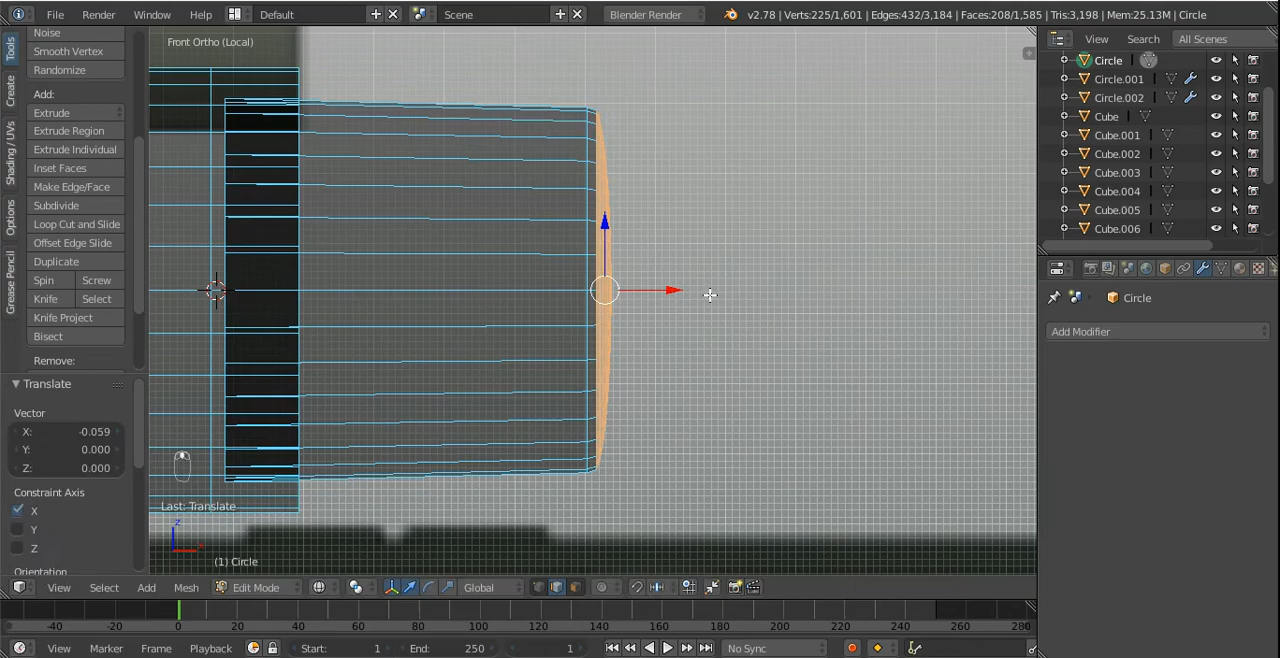 File Render Window Help Default Scene Blender Render v2.78 | Verts:225/1,601 | Edges:432/3,184 | Faces:208/1,585 | Tris:3,198 | Mem:25.13M | Circle
Tools
Create
Shading / UVs
Options
Grease Pencil
Noise
Smooth Vertex
Randomize
Add:
Extrude
Extrude Region
Extrude Individual
Inset Faces
Make Edge/Face
Subdivide
Loop Cut and Slide
Offset Edge Slide
Duplicate
Spin Screw
Knife Select
Knife Project
Bisect
Remove:
Translate
Vector
X: -0.059
Y: 0.000
Z: 0.000
Constraint Axis
X
Y
Z
Orientation
Front Ortho (Local)
Last: Translate
z
x
(1) Circle
View Select Add Mesh Edit Mode Global
-40 -20 0 20 40 60 80 100 120 140 160 180 200 220 240 260 280
View Marker Frame Playback Start: 1 End: 250 1 No Sync
View Search All Scenes
Circle
Circle.001
Circle.002
Cube
Cube.001
Cube.002
Cube.003
Cube.004
Cube.005
Cube.006
Circle
Add Modifier